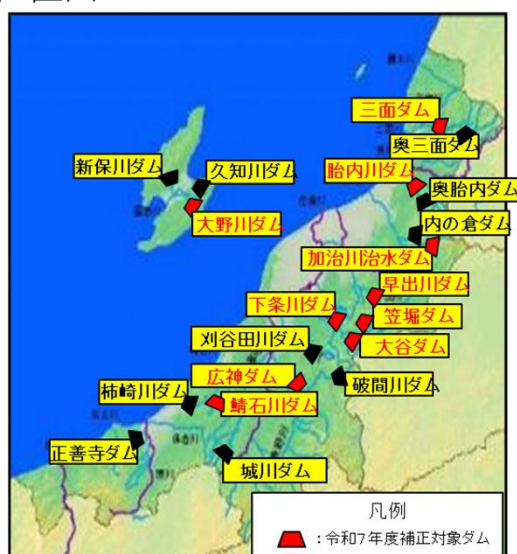 三面ダム
奥三面ダム
新保川ダム
久知川ダム
胎内川ダム
奥胎内ダム
大野川ダム
内の倉ダム
加治川治水ダム
早出川ダム
下条川ダム
笠堀ダム
刈谷田川ダム
大谷ダム
広神ダム
破間川ダム
柿崎川ダム
鯖石川ダム
正善寺ダム
城川ダム
凡例
：令和7年度補正対象ダム